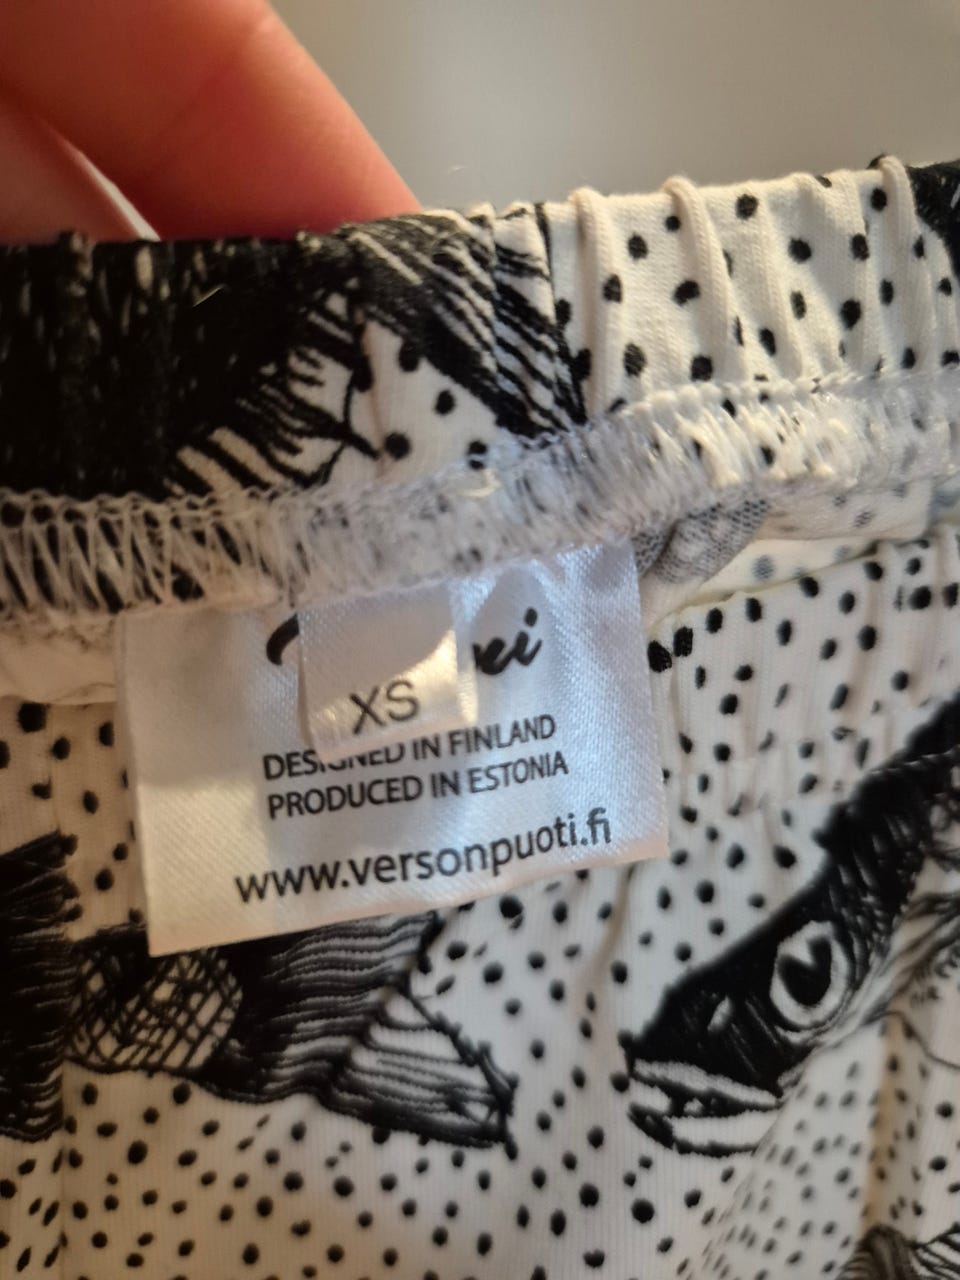 XS
DESIGNED IN FINLAND
PRODUCED IN ESTONIA
www.versonpuoti.fi